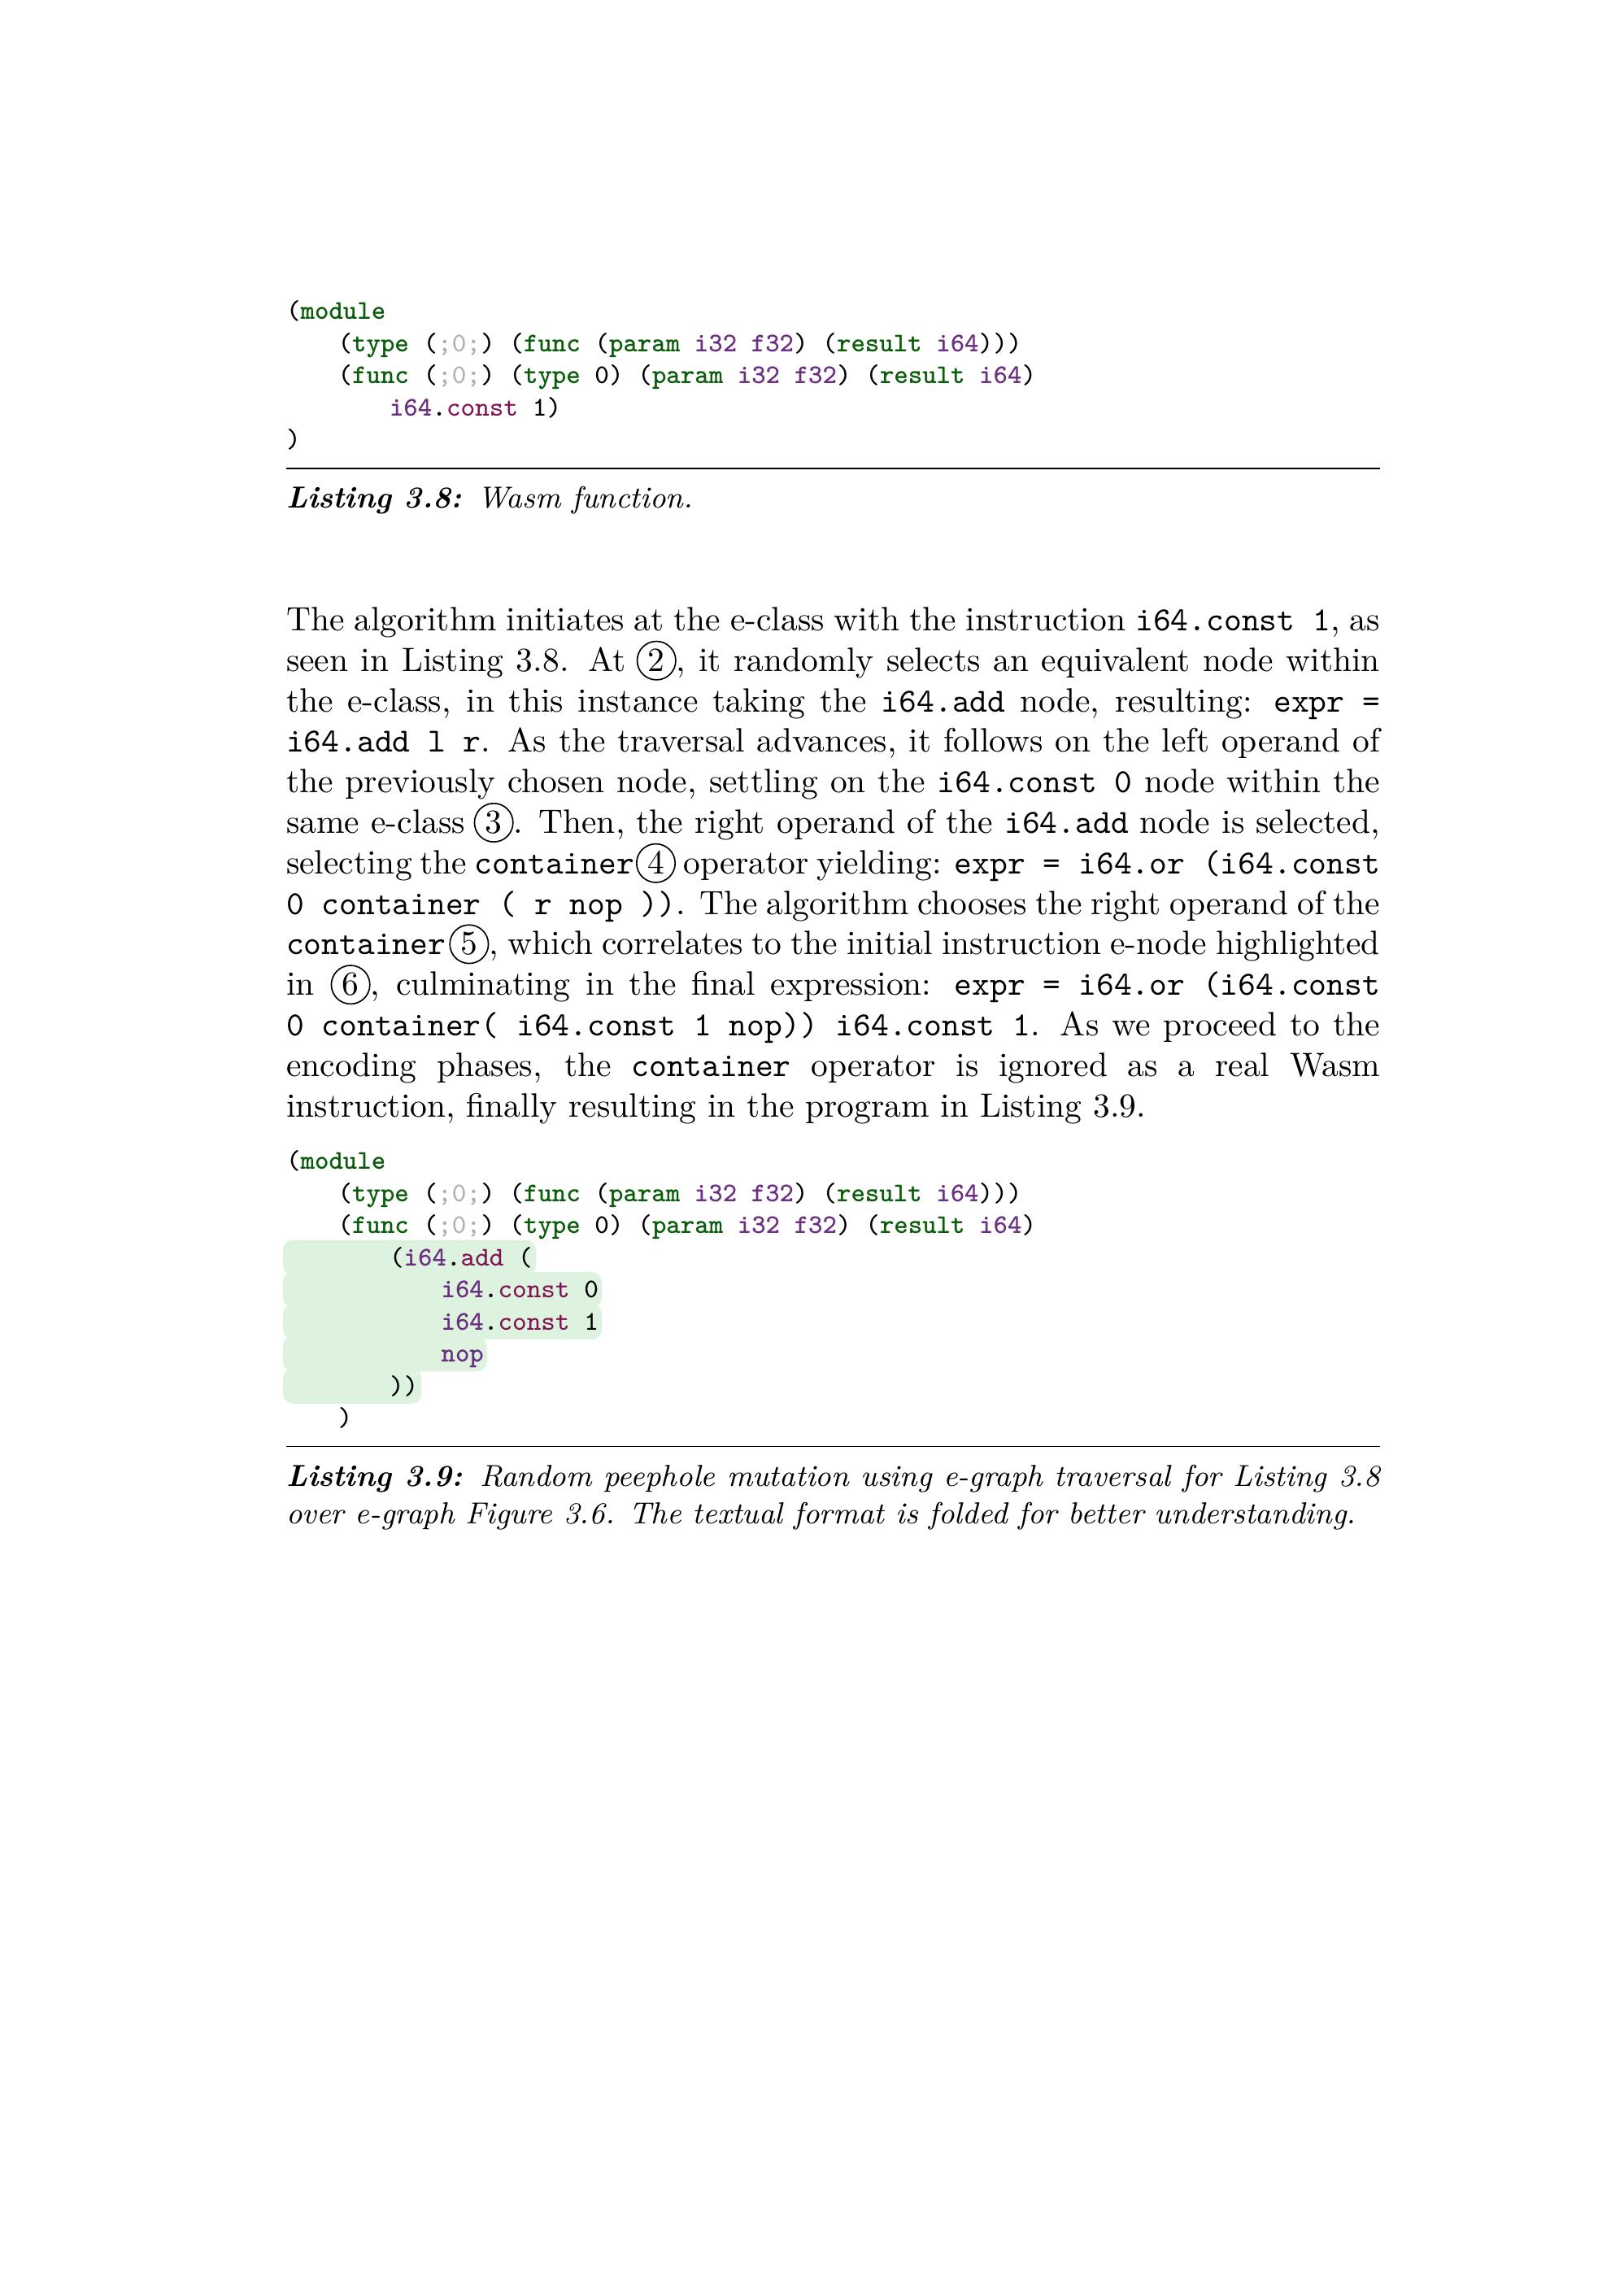 (module
(type (;0;) (func (param i32 f32) (result i64)))
(func (;0;) (type 0) (param i32 f32) (result i64)
i64.const 1)
)
Listing 3.8: Wasm function.
The algorithm initiates at the e-class with the instruction i64.const 1, as
seen in Listing 3.8. At ②, it randomly selects an equivalent node within
the e-class, in this instance taking the i64.add node, resulting: expr =
i64.add l r. As the traversal advances, it follows on the left operand of
the previously chosen node, settling on the i64.const 0 node within the
same e-class ③. Then, the right operand of the i64.add node is selected,
selecting the container④ operator yielding: expr = i64.or (i64.const
0 container ( r nop )). The algorithm chooses the right operand of the
container⑤, which correlates to the initial instruction e-node highlighted
in ⑥, culminating in the final expression: expr = i64.or (i64.const
0 container( i64.const 1 nop)) i64.const 1. As we proceed to the
encoding phases, the container operator is ignored as a real Wasm
instruction, finally resulting in the program in Listing 3.9.
(module
(type (;0;) (func (param i32 f32) (result i64)))
(func (;0;) (type 0) (param i32 f32) (result i64)
(i64.add (
i64.const 0
i64.const 1
nop
))
)
Listing 3.9: Random peephole mutation using e-graph traversal for Listing 3.8
over e-graph Figure 3.6. The textual format is folded for better understanding.